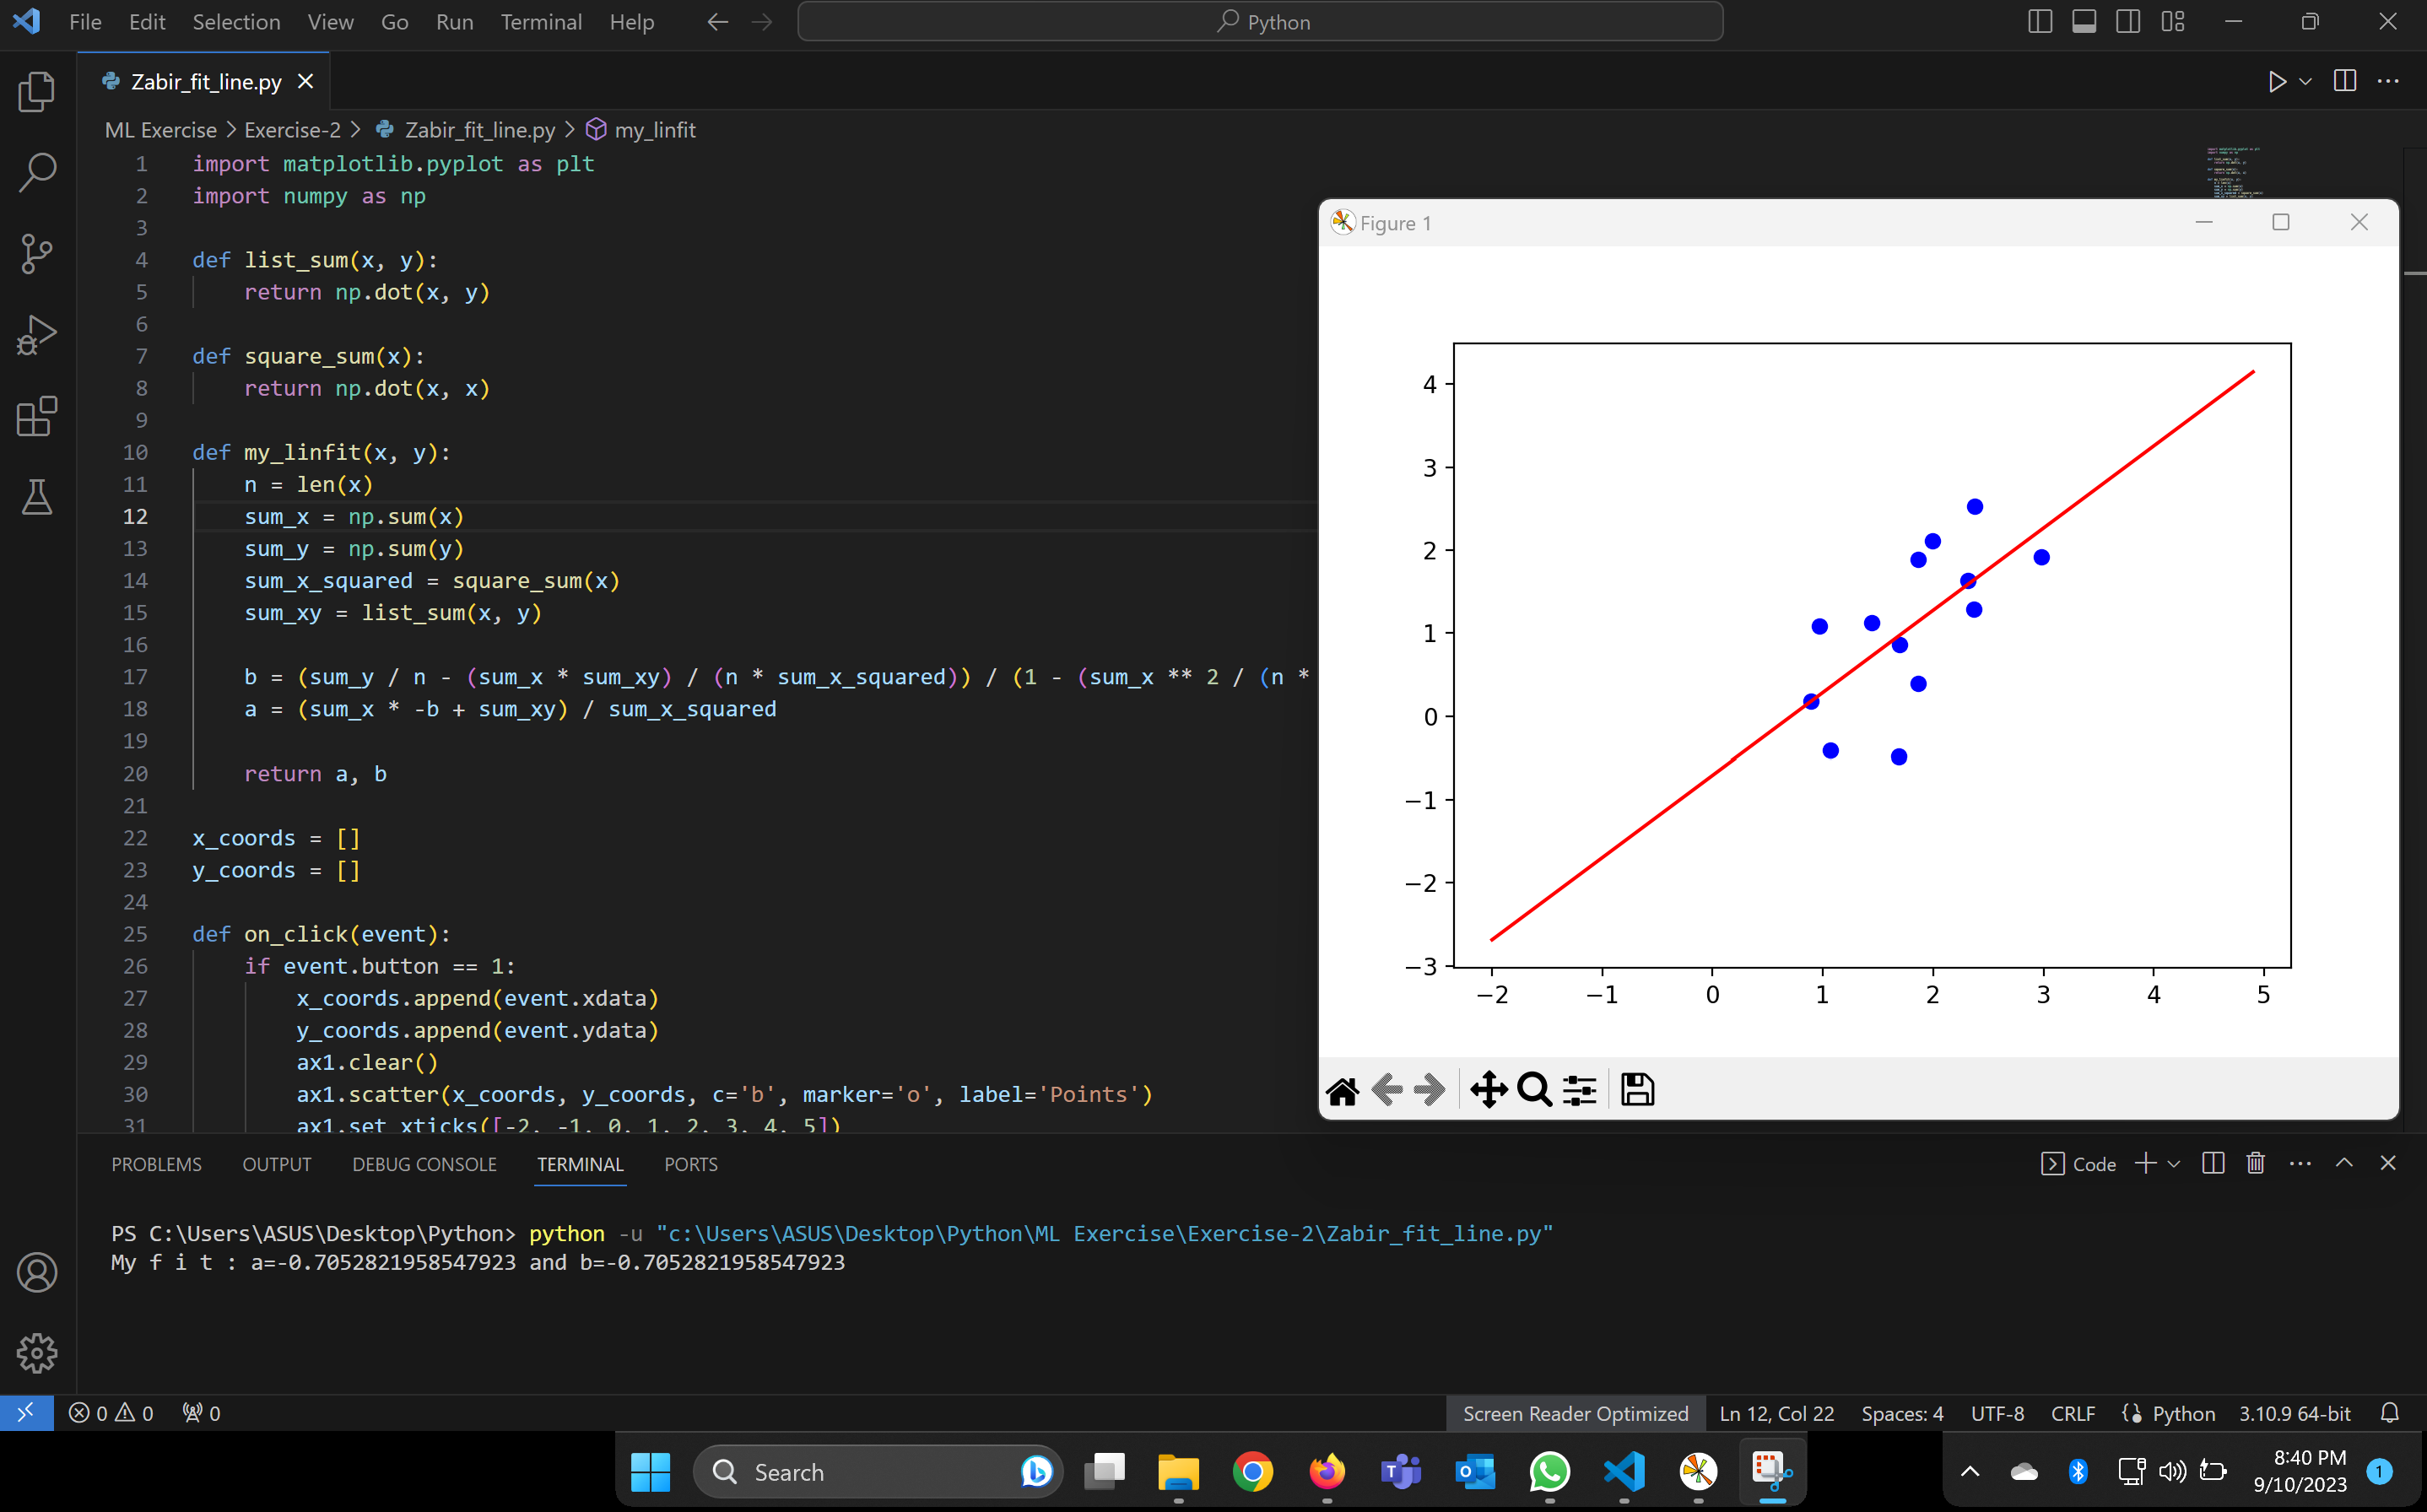 File Edit Selection View Go Run Terminal Help Python
Zabir_fit_line.py
ML Exercise > Exercise-2 > Zabir_fit_line.py > my_linfit
1 import matplotlib.pyplot as plt
2 import numpy as np
3
4 def list_sum(x, y):
5 return np.dot(x, y)
6
7 def square_sum(x):
8 return np.dot(x, x)
9
10 def my_linfit(x, y):
11 n = len(x)
12 sum_x = np.sum(x)
13 sum_y = np.sum(y)
14 sum_x_squared = square_sum(x)
15 sum_xy = list_sum(x, y)
16
17 b = (sum_y / n - (sum_x * sum_xy) / (n * sum_x_squared)) / (1 - (sum_x ** 2 / (n *
18 a = (sum_x * -b + sum_xy) / sum_x_squared
19
20 return a, b
21
22 x_coords = []
23 y_coords = []
24
25 def on_click(event):
26 if event.button == 1:
27 x_coords.append(event.xdata)
28 y_coords.append(event.ydata)
29 ax1.clear()
30 ax1.scatter(x_coords, y_coords, c='b', marker='o', label='Points')
31 ax1.set_xticks([-2, -1, 0, 1, 2, 3, 4, 5])
Figure 1
4
3
2
1
0
−1
−2
−3
−2 −1 0 1 2 3 4 5
PROBLEMS OUTPUT DEBUG CONSOLE TERMINAL PORTS Code
PS C:\Users\ASUS\Desktop\Python> python -u "c:\Users\ASUS\Desktop\Python\ML Exercise\Exercise-2\Zabir_fit_line.py"
My f i t : a=-0.7052821958547923 and b=-0.7052821958547923
0 0 0 Screen Reader Optimized Ln 12, Col 22 Spaces: 4 UTF-8 CRLF Python 3.10.9 64-bit
Search
8:40 PM
9/10/2023
1